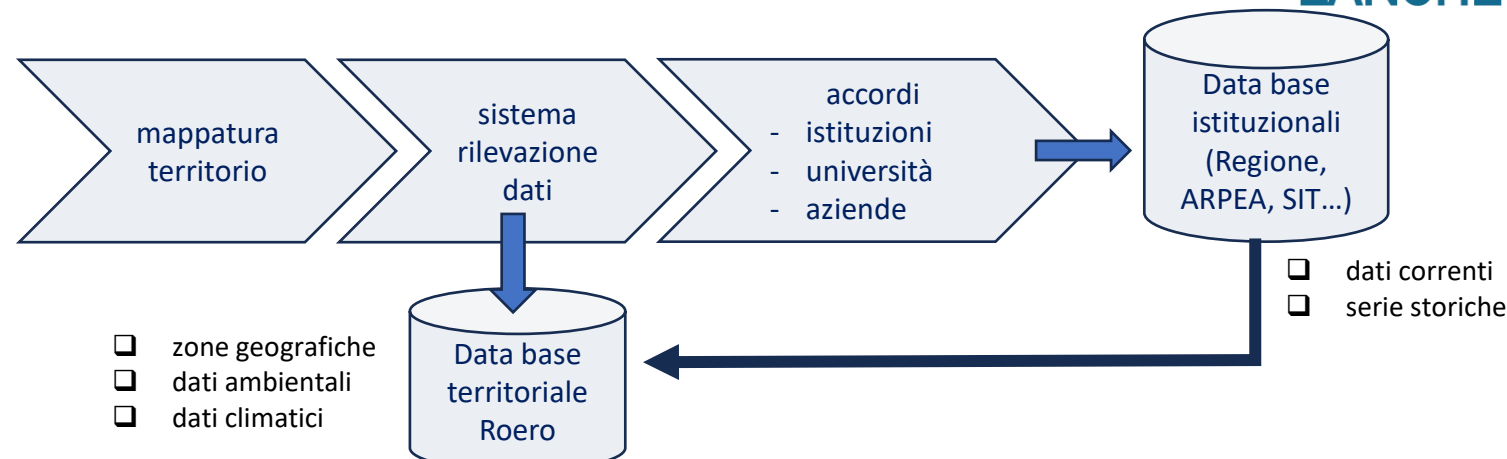 mappatura
territorio
sistema
rilevazione
dati
accordi
- istituzioni
- università
- aziende
Data base
istituzionali
(Regione,
ARPEA, SIT...)
dati correnti
serie storiche
zone geografiche
dati ambientali
dati climatici
Data base
territoriale
Roero